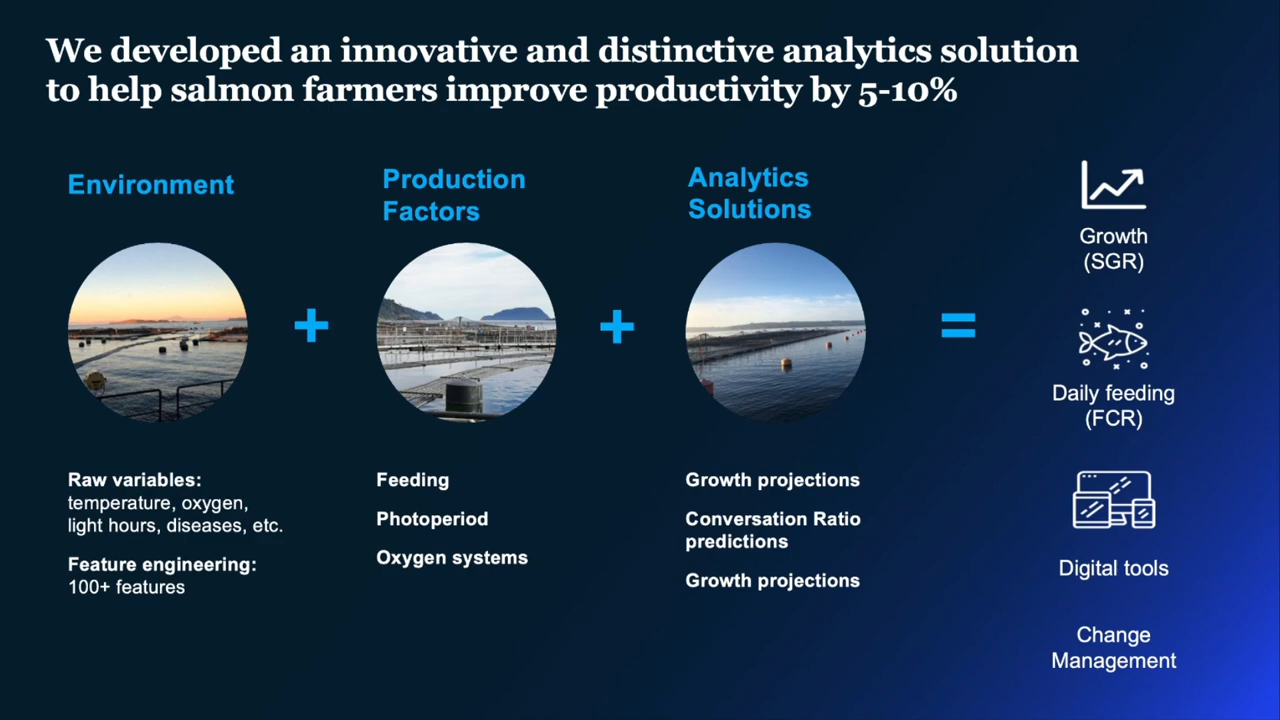 We developed an innovative and distinctive analytics solution
to help salmon farmers improve productivity by 5-10%
Environment
Raw variables:
temperature, oxygen,
light hours, diseases, etc.
Feature engineering:
100+ features
+
Production
Factors
Feeding
Photoperiod
Oxygen systems
+
Analytics
Solutions
Growth projections
Conversation Ratio
predictions
Growth projections
=
Growth
(SGR)
Daily feeding
(FCR)
Digital tools
Change
Management